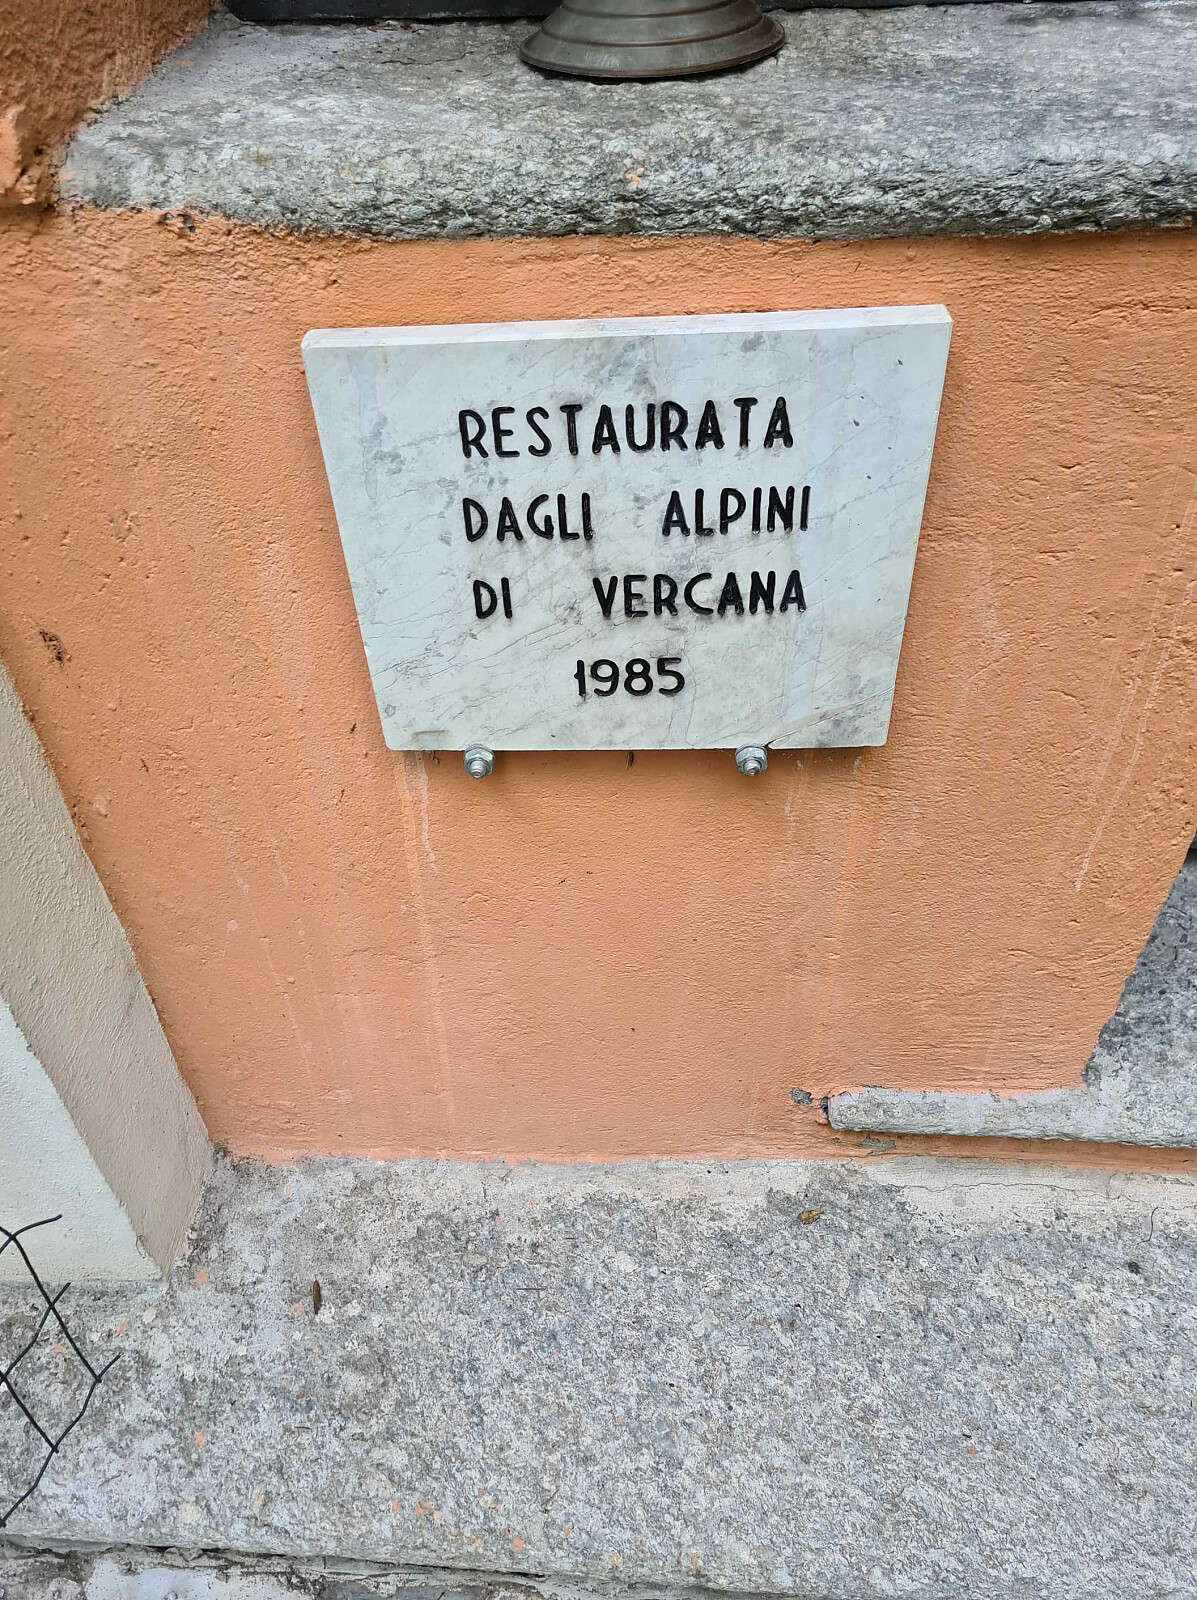 RESTAURATA
DAGLI ALPINI
DI VERCANA
1985